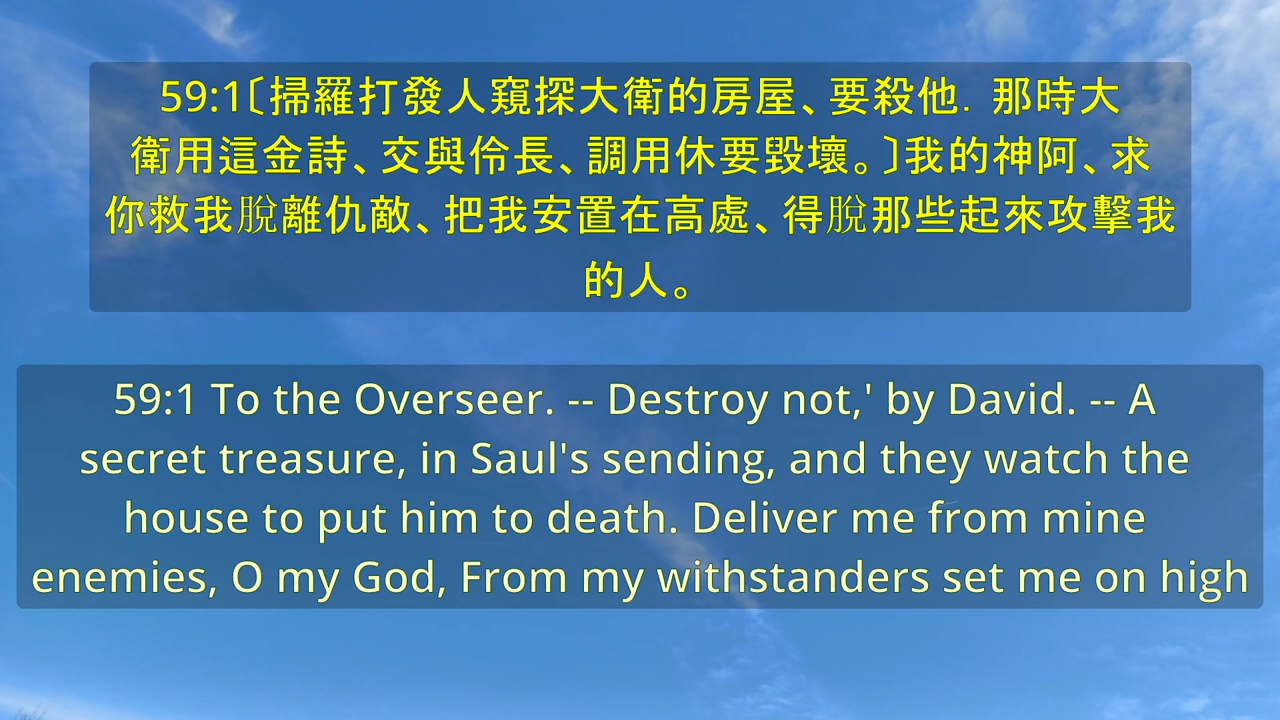 59:1〔掃羅打發人窺探大衛的房屋、要殺他．那時大
衛用這金詩、交與伶長、調用休要毀壞。〕我的神阿、求
你救我脫離仇敵、把我安置在高處、得脫那些起來攻擊我
的人。
59:1 To the Overseer. -- Destroy not,' by David. -- A
secret treasure, in Saul's sending, and they watch the
house to put him to death. Deliver me from mine
enemies, O my God, From my withstanders set me on high